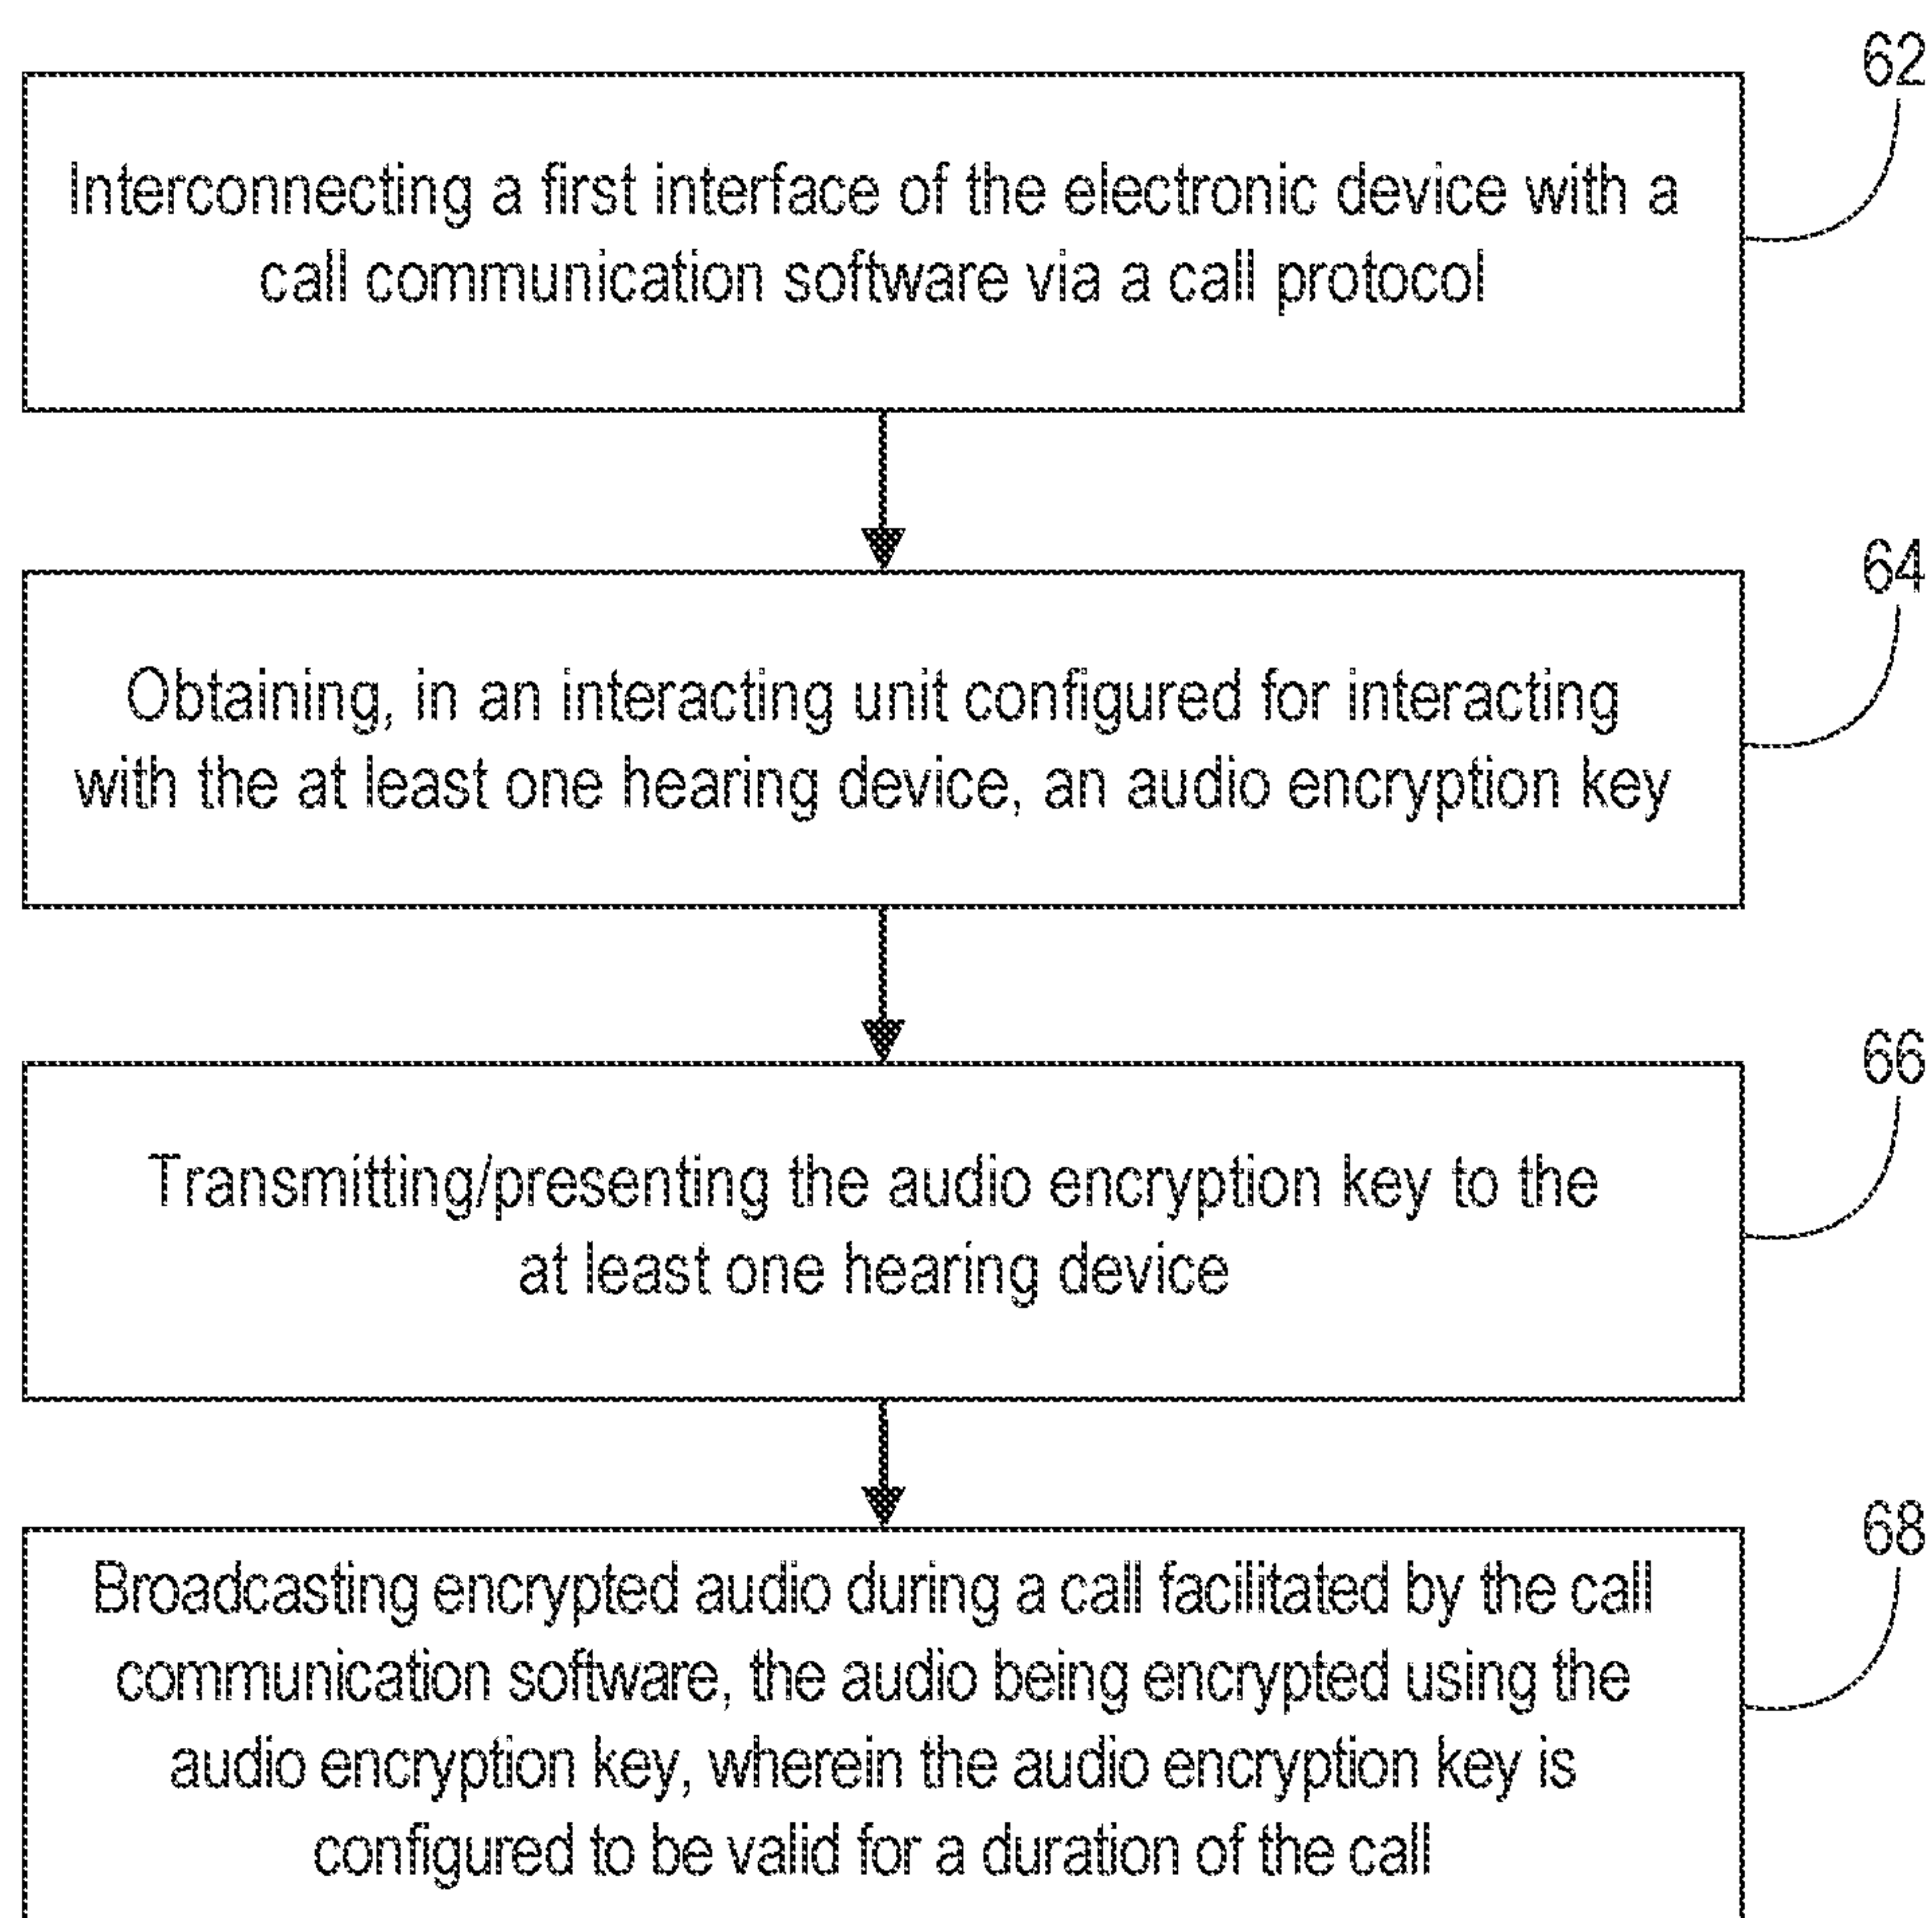 62
Interconnecting a first interface of the electronic device with a
call communication software via a call protocol
64
Obtaining, in an interacting unit configured for interacting
with the at least one hearing device, an audio encryption key
66
Transmitting/presenting the audio encryption key to the
at least one hearing device
68
Broadcasting encrypted audio during a call facilitated by the call
communication software, the audio being encrypted using the
audio encryption key, wherein the audio encryption key is
configured to be valid for a duration of the call